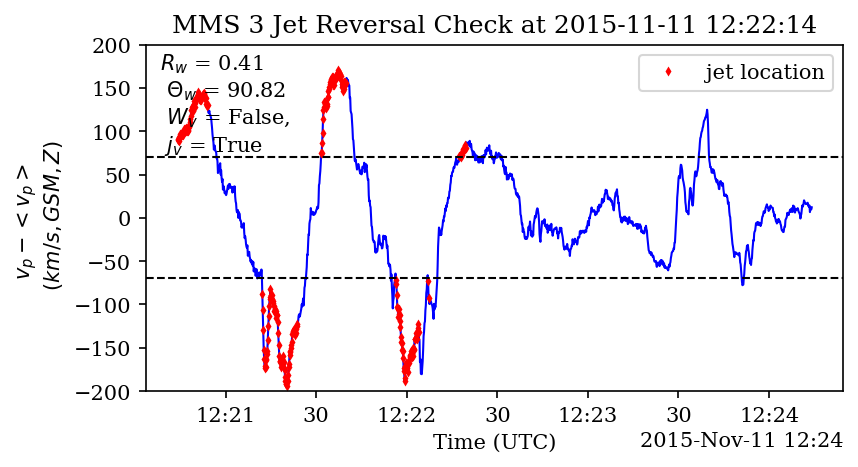 MMS 3 Jet Reversal Check at 2015-11-11 12:22:14
R_w = 0.41
Θ_w = 90.82
W_v = False,
j_v = True
jet location
v_p − < v_p >
(km/s, GSM, Z)
200
150
100
50
0
−50
−100
−150
−200
12:21 30 12:22 30 12:23 30 12:24
Time (UTC)
2015-Nov-11 12:24